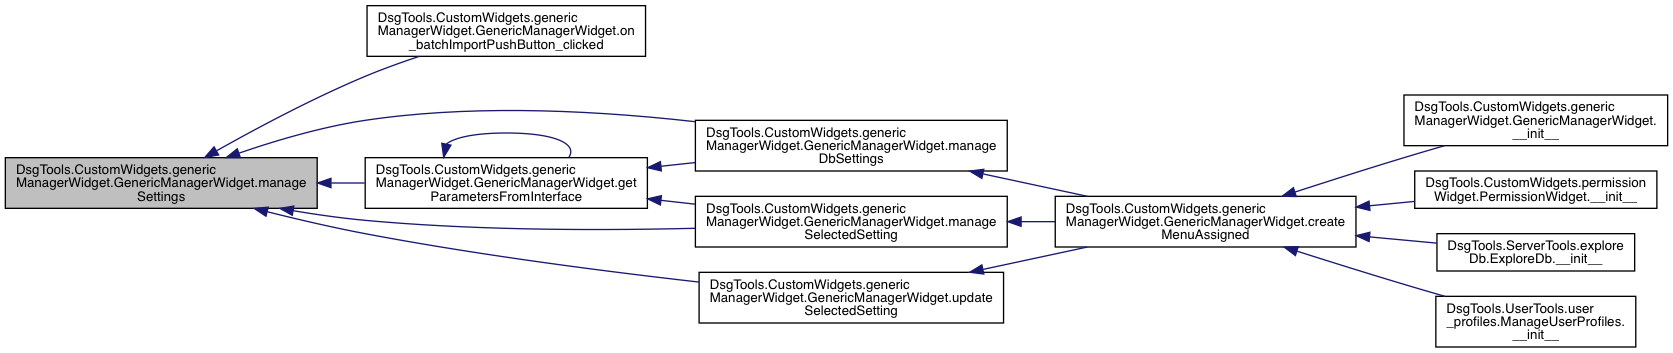 DsgTools.CustomWidgets.generic
ManagerWidget.GenericManagerWidget.on
_batchImportPushButton_clicked
DsgTools.CustomWidgets.generic
ManagerWidget.GenericManagerWidget.manage
Settings
DsgTools.CustomWidgets.generic
ManagerWidget.GenericManagerWidget.get
ParametersFromInterface
DsgTools.CustomWidgets.generic
ManagerWidget.GenericManagerWidget.manage
DbSettings
DsgTools.CustomWidgets.generic
ManagerWidget.GenericManagerWidget.manage
SelectedSetting
DsgTools.CustomWidgets.generic
ManagerWidget.GenericManagerWidget.update
SelectedSetting
DsgTools.CustomWidgets.generic
ManagerWidget.GenericManagerWidget.create
MenuAssigned
DsgTools.CustomWidgets.generic
ManagerWidget.GenericManagerWidget.
__init__
DsgTools.CustomWidgets.permission
Widget.PermissionWidget.__init__
DsgTools.ServerTools.explore
Db.ExploreDb.__init__
DsgTools.UserTools.user
_profiles.ManageUserProfiles.
__init__